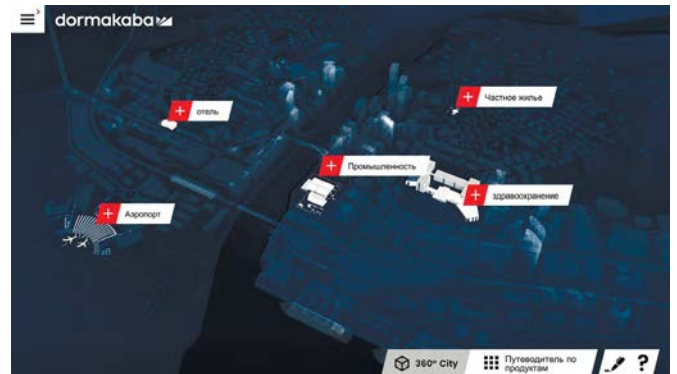 dormakaba
отель
Частное жилье
Промышленность
здравоохранение
Аэропорт
360° City
Путеводитель по
продуктам
?